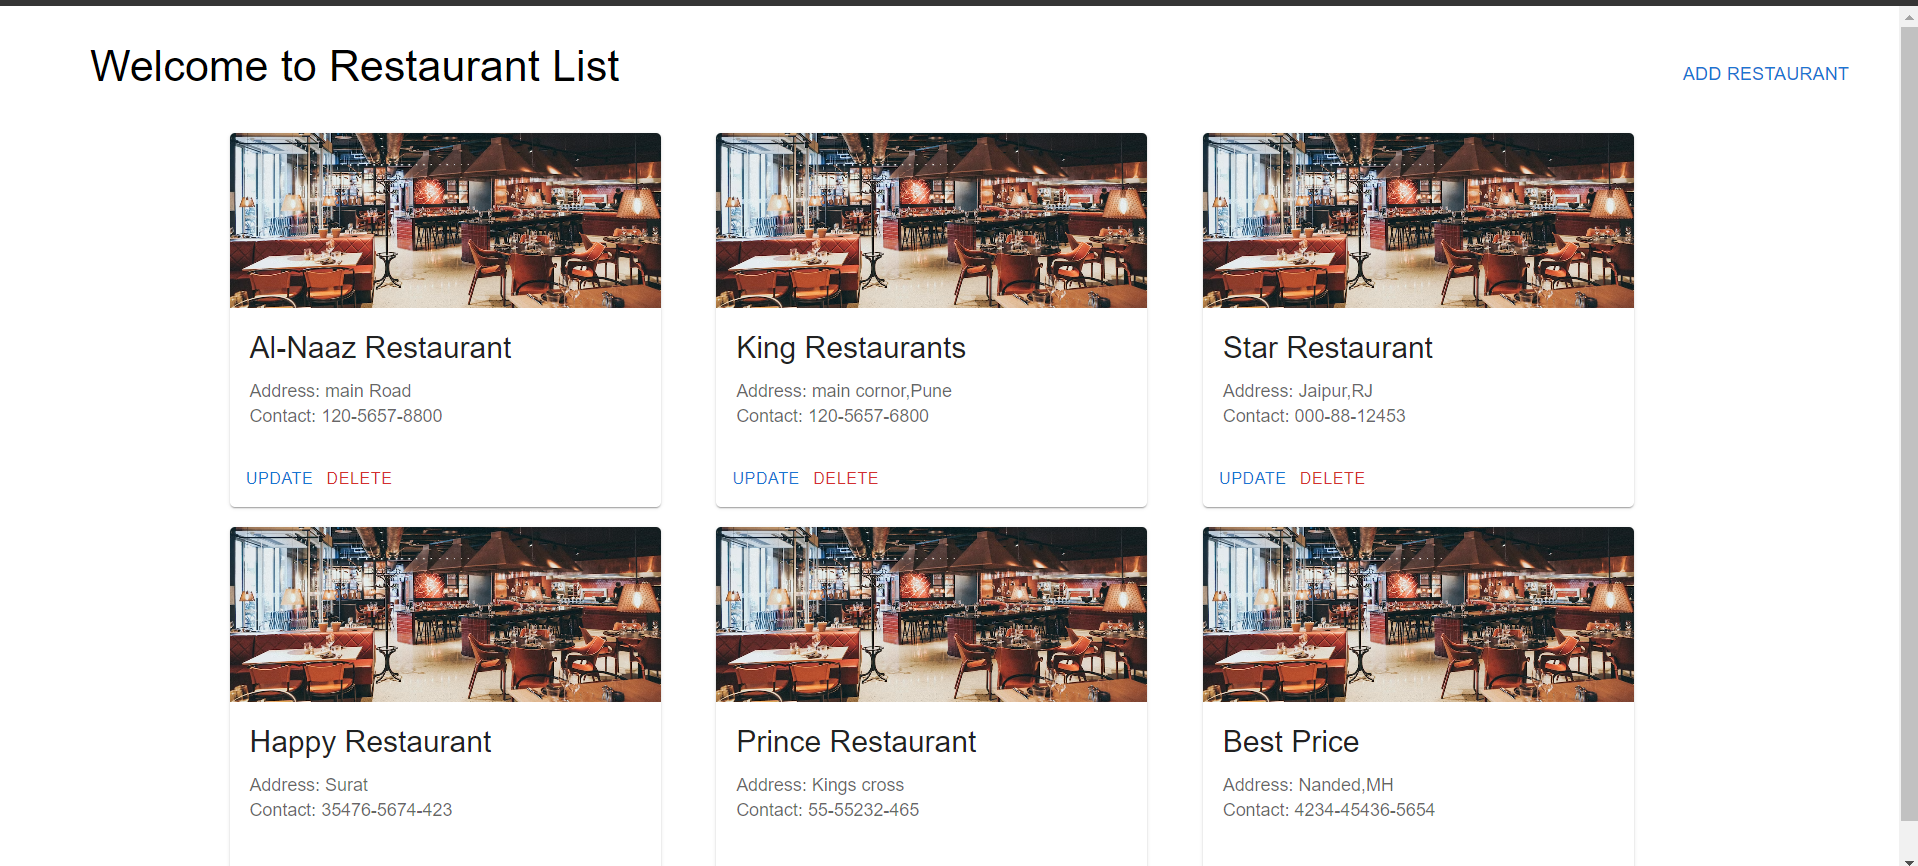 Welcome to Restaurant List
ADD RESTAURANT
Al-Naaz Restaurant
Address: main Road
Contact: 120-5657-8800
UPDATE DELETE
King Restaurants
Address: main cornor,Pune
Contact: 120-5657-6800
UPDATE DELETE
Star Restaurant
Address: Jaipur,RJ
Contact: 000-88-12453
UPDATE DELETE
Happy Restaurant
Address: Surat
Contact: 35476-5674-423
Prince Restaurant
Address: Kings cross
Contact: 55-55232-465
Best Price
Address: Nanded,MH
Contact: 4234-45436-5654